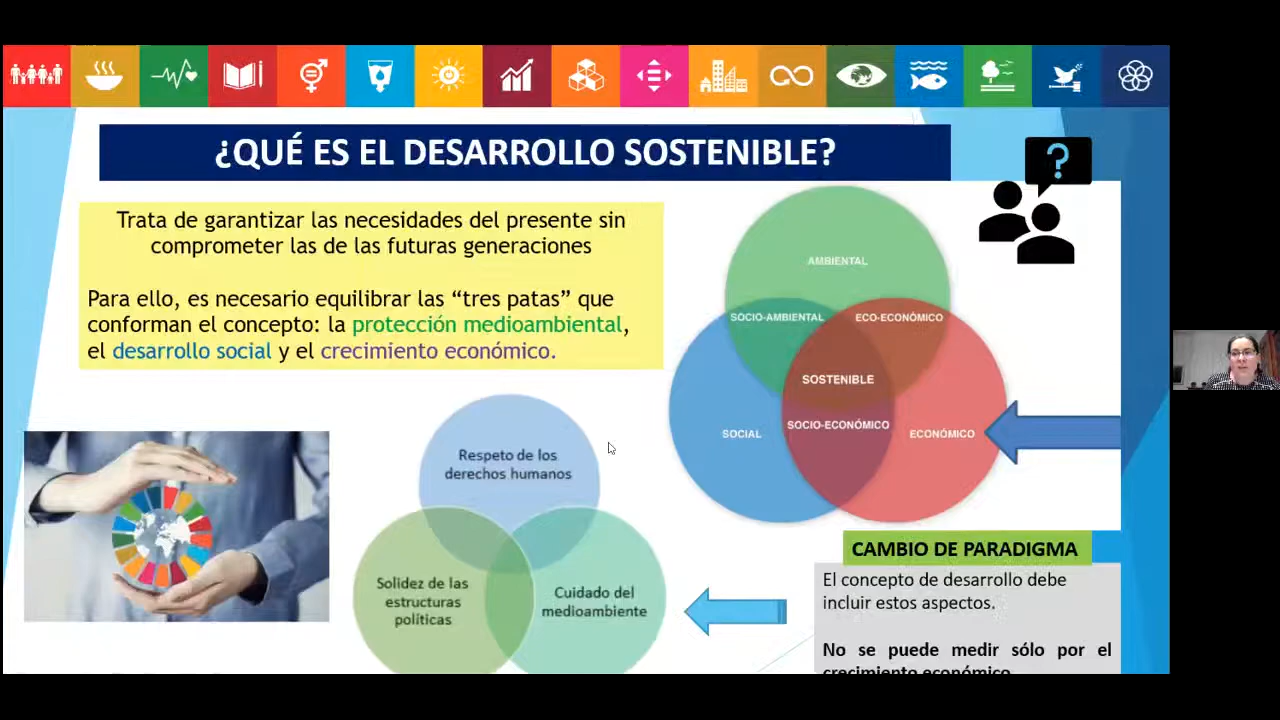 ¿QUÉ ES EL DESARROLLO SOSTENIBLE?
?
Trata de garantizar las necesidades del presente sin
comprometer las de las futuras generaciones
Para ello, es necesario equilibrar las “tres patas” que
conforman el concepto: la protección medioambiental,
el desarrollo social y el crecimiento económico.
AMBIENTAL
SOCIO-AMBIENTAL
ECO-ECONÓMICO
SOSTENIBLE
SOCIAL
SOCIO-ECONÓMICO
ECONÓMICO
Respeto de los
derechos humanos
Solidez de las
estructuras
políticas
Cuidado del
medioambiente
CAMBIO DE PARADIGMA
El concepto de desarrollo debe
incluir estos aspectos.
No se puede medir sólo por el
crecimiento económico